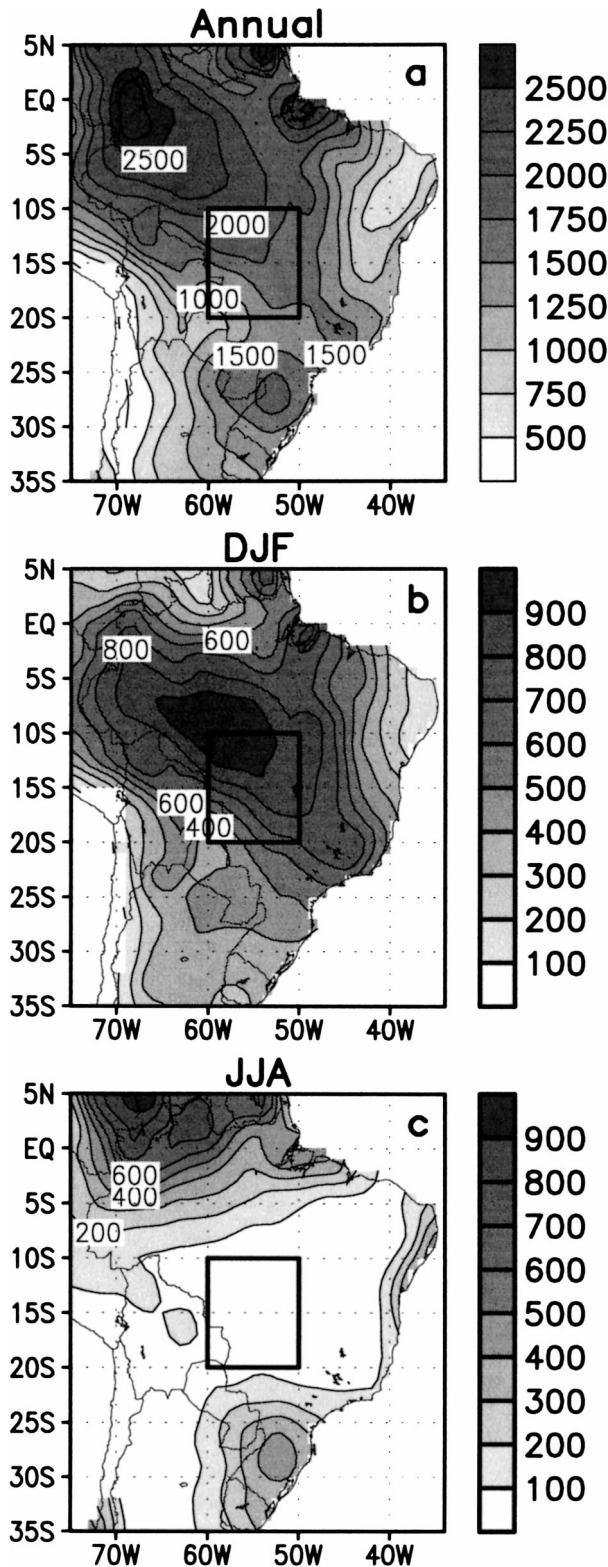 Annual
a
5N
EQ
5S
10S
15S
20S
25S
30S
35S
70W 60W 50W 40W
2500
2000
1000
1500 1500
2500
2250
2000
1750
1500
1250
1000
750
500
DJF
b
5N
EQ
5S
10S
15S
20S
25S
30S
35S
70W 60W 50W 40W
800 600
600
400
900
800
700
600
500
400
300
200
100
JJA
c
5N
EQ
5S
10S
15S
20S
25S
30S
35S
70W 60W 50W 40W
600
400
200
900
800
700
600
500
400
300
200
100